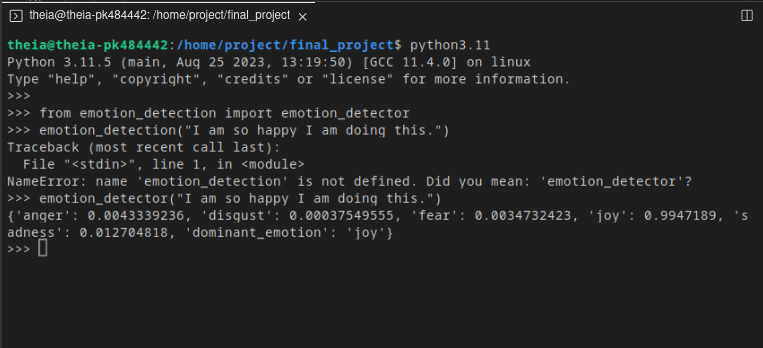 theia@theia-pk484442: /home/project/final_project ×
theia@theia-pk484442:/home/project/final_project$ python3.11
Python 3.11.5 (main, Aug 25 2023, 13:19:50) [GCC 11.4.0] on linux
Type "help", "copyright", "credits" or "license" for more information.
>>>
>>> from emotion_detection import emotion_detector
>>> emotion_detection("I am so happy I am doing this.")
Traceback (most recent call last):
  File "<stdin>", line 1, in <module>
NameError: name 'emotion_detection' is not defined. Did you mean: 'emotion_detector'?
>>> emotion_detector("I am so happy I am doing this.")
{'anger': 0.0043339236, 'disgust': 0.00037549555, 'fear': 0.0034732423, 'joy': 0.9947189, 's
adness': 0.012704818, 'dominant_emotion': 'joy'}
>>>